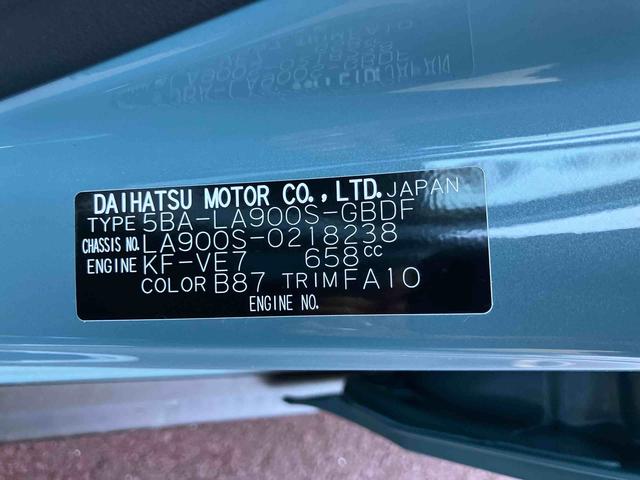 DAIHATSU MOTOR CO., LTD. JAPAN
TYPE 5BA-LA900S-GBDF
CHASSIS NO. LA900S-0218238
ENGINE KF-VE7 658cc
COLOR B87 TRIM FA10
ENGINE NO.